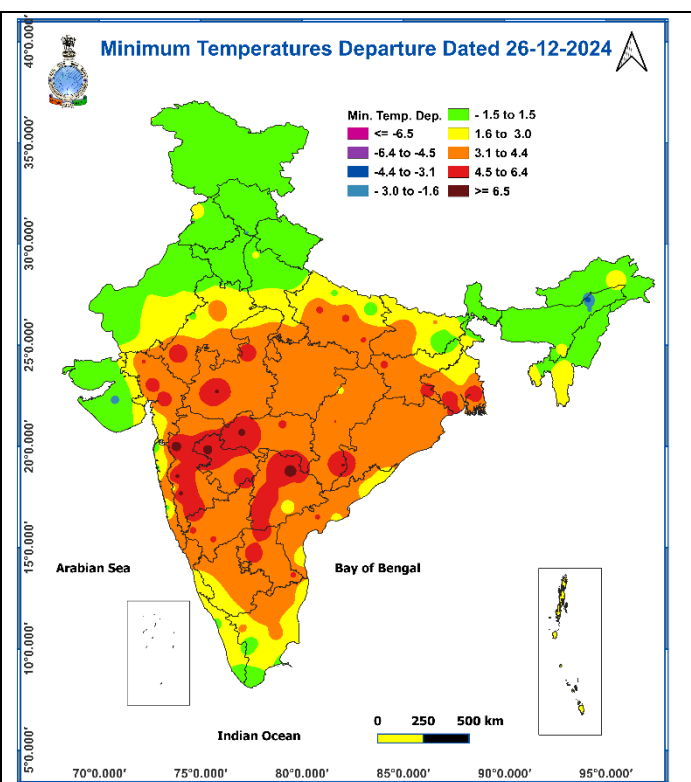 Minimum Temperatures Departure Dated 26-12-2024
Min. Temp. Dep.
<= -6.5
-6.4 to -4.5
-4.4 to -3.1
- 3.0 to -1.6
- 1.5 to 1.5
1.6 to 3.0
3.1 to 4.4
4.5 to 6.4
>= 6.5
40°0.000'
35°0.000'
30°0.000'
25°0.000'
20°0.000'
15°0.000'
10°0.000'
5°0.000'
Arabian Sea
Bay of Bengal
Indian Ocean
0 250 500 km
70°0.000' 75°0.000' 80°0.000' 85°0.000' 90°0.000' 95°0.000'